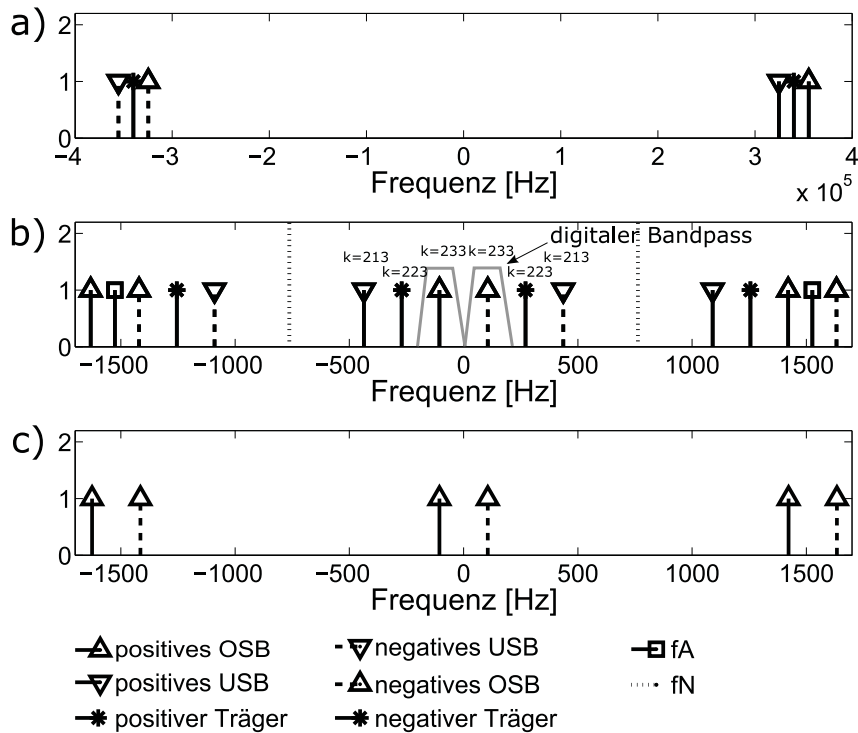 a)
2
1
0
−4 −3 −2 −1 0 1 2 3 4
Frequenz [Hz]
x 10^5
b)
2
1
0
k=213
k=223
k=233
k=233
k=223
k=213
digitaler Bandpass
−1500 −1000 −500 0 500 1000 1500
Frequenz [Hz]
c)
2
1
0
−1500 −1000 −500 0 500 1000 1500
Frequenz [Hz]
positives OSB
positives USB
positiver Träger
negatives USB
negatives OSB
negativer Träger
fA
fN